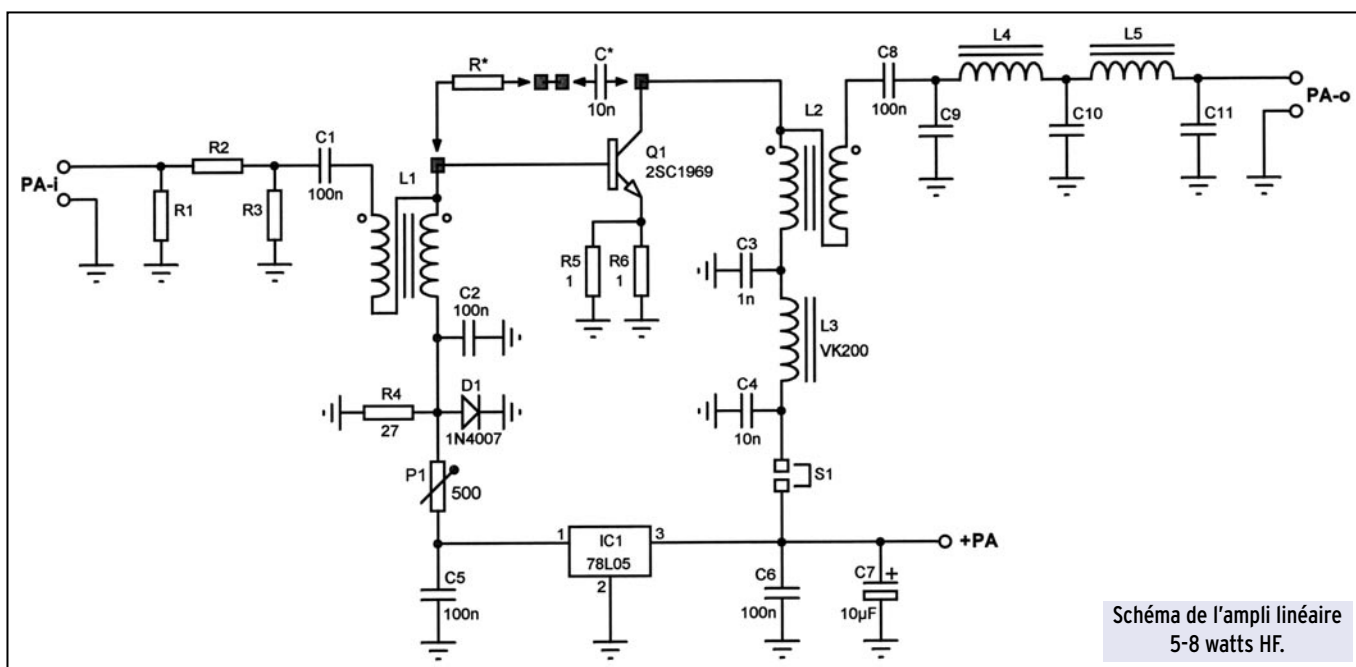 L4
L5
R*
C*
10n
C8
100n
L2
C9
C10
C11
PA-o
PA-i
R2
C1
100n
L1
R1
R3
Q1
2SC1969
R5
1
R6
1
C3
1n
C2
100n
L3
VK200
R4
27
D1
1N4007
C4
10n
P1
500
S1
1
IC1
78L05
3
2
+PA
C5
100n
C6
100n
C7
+
10µF
Schéma de l'ampli linéaire
5-8 watts HF.